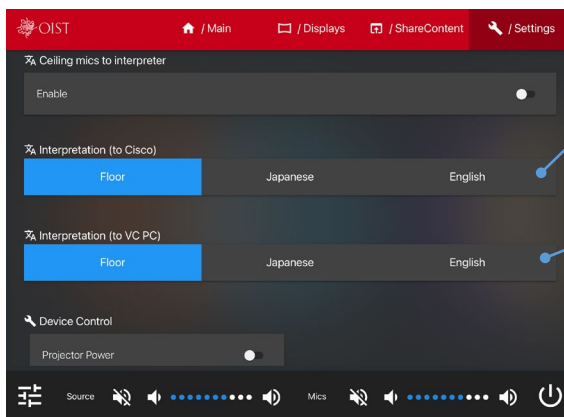 OIST / Main / Displays / ShareContent / Settings
Ceiling mics to interpreter
Enable
Interpretation (to Cisco)
Floor Japanese English
Interpretation (to VC PC)
Floor Japanese English
Device Control
Projector Power
Source Mics